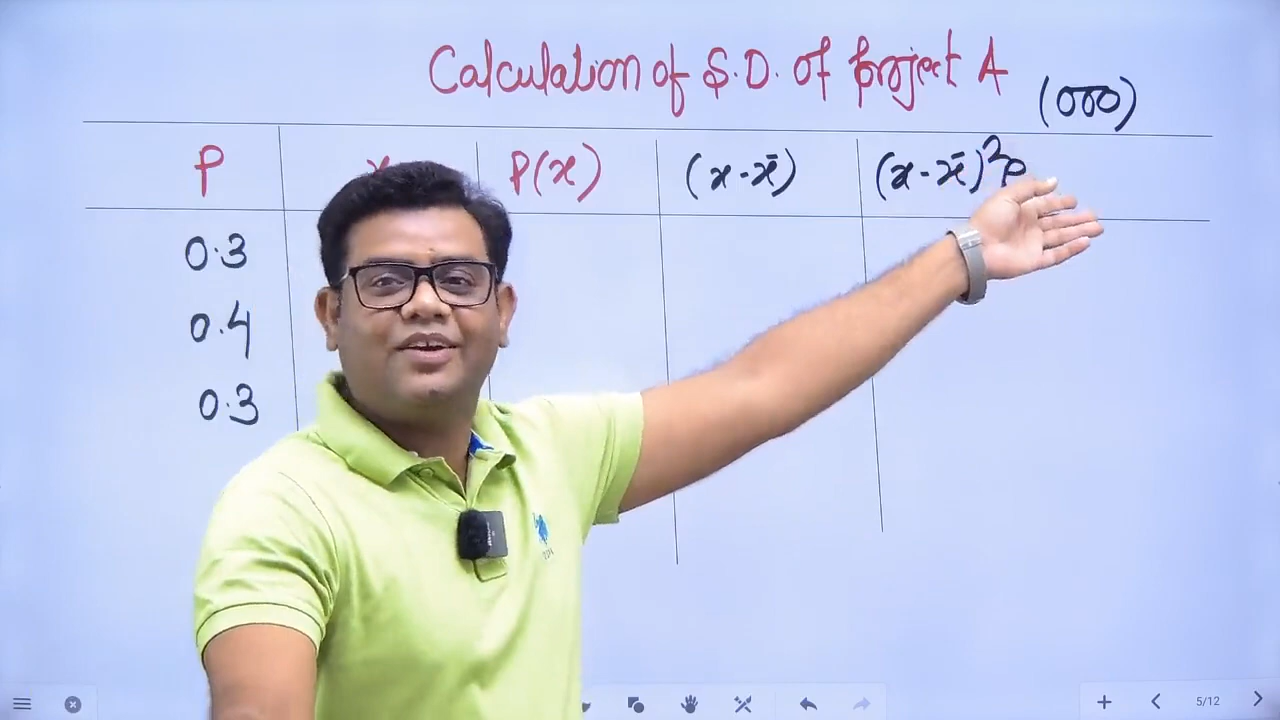 Calculation of S.D. of Project A
(000)
P P(x) (x-x̄) (x-x̄)²P
0.3
0.4
0.3
5/12